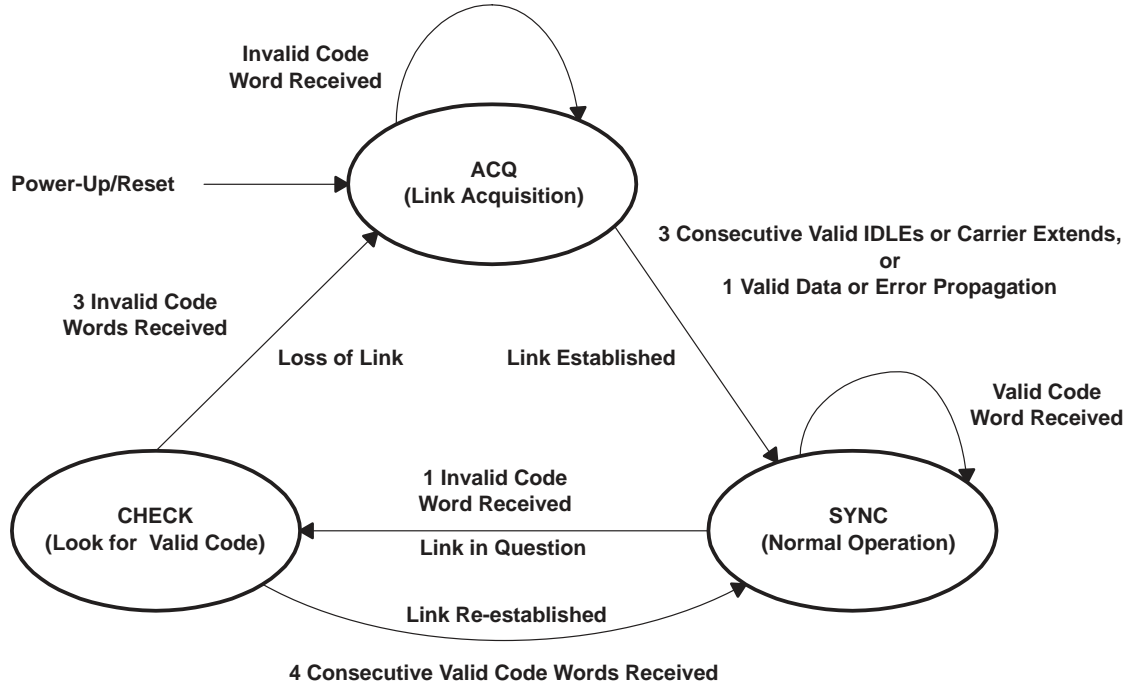 Invalid Code
Word Received
ACQ
(Link Acquisition)
Power-Up/Reset
3 Consecutive Valid IDLEs or Carrier Extends,
or
1 Valid Data or Error Propagation
3 Invalid Code
Words Received
Loss of Link
Link Established
Valid Code
Word Received
1 Invalid Code
Word Received
CHECK
(Look for Valid Code)
SYNC
(Normal Operation)
Link in Question
Link Re-established
4 Consecutive Valid Code Words Received